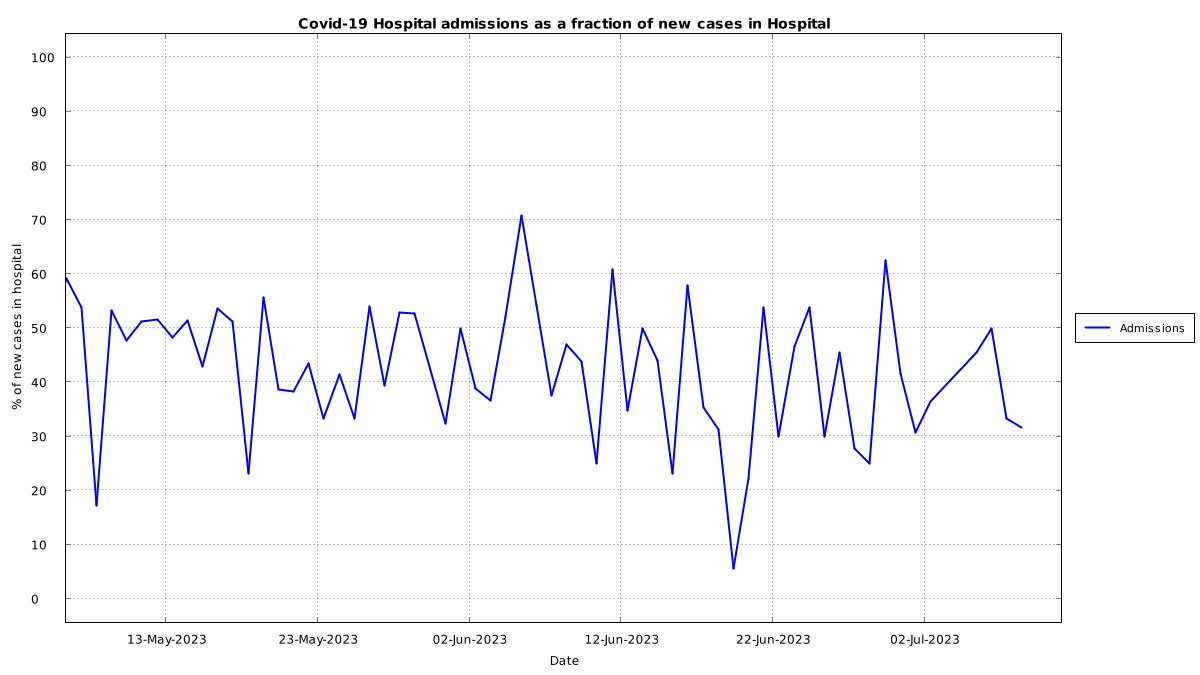 Covid-19 Hospital admissions as a fraction of new cases in Hospital
100
90
80
70
60
50
40
30
20
10
0
% of new cases in hospital
Admissions
13-May-2023
23-May-2023
02-Jun-2023
12-Jun-2023
22-Jun-2023
02-Jul-2023
Date